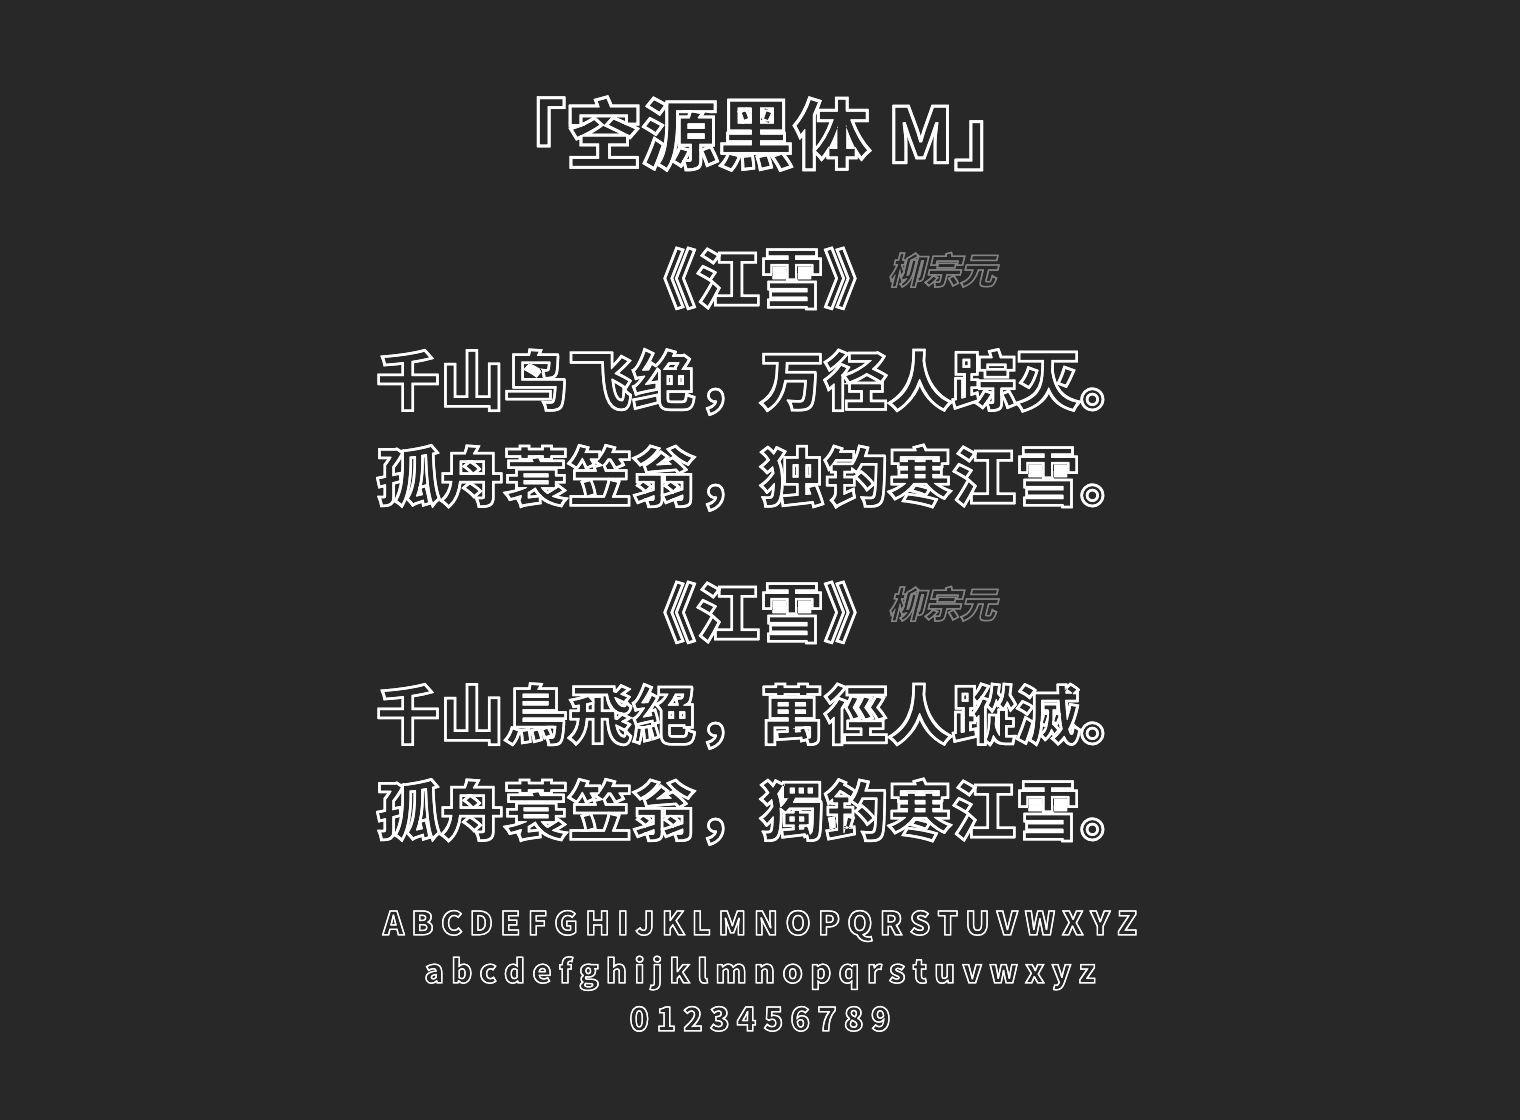 「空源黑体 M」
《江雪》 柳宗元
千山鸟飞绝，万径人踪灭。
孤舟蓑笠翁，独钓寒江雪。
《江雪》 柳宗元
千山鳥飛絕，萬徑人蹤滅。
孤舟蓑笠翁，獨釣寒江雪。
A B C D E F G H I J K L M N O P Q R S T U V W X Y Z
a b c d e f g h i j k l m n o p q r s t u v w x y z
0 1 2 3 4 5 6 7 8 9